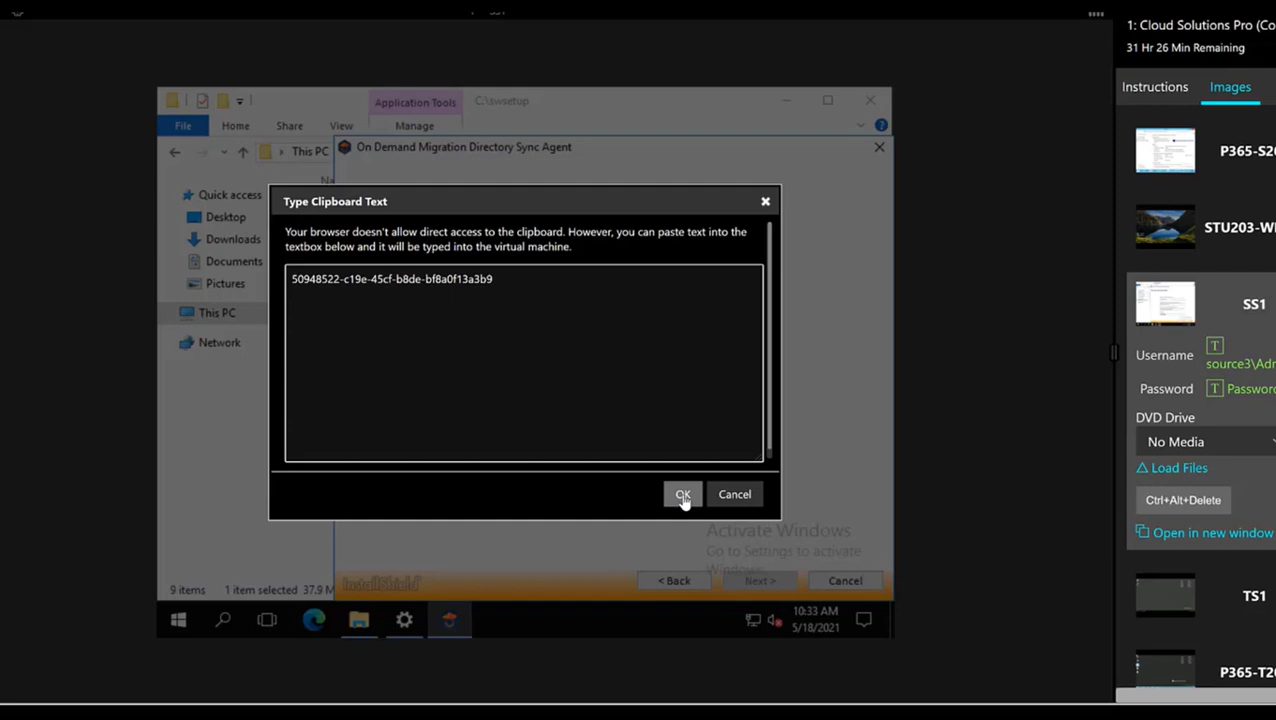 1: Cloud Solutions Pro (Co
31 Hr 26 Min Remaining
Instructions
Images
Application Tools
C:\swsetup
File
Home
Share
View
Manage
This PC
On Demand Migration Directory Sync Agent
Na
Quick access
Desktop
Downloads
Documents
Pictures
This PC
Network
Type Clipboard Text
Your browser doesn't allow direct access to the clipboard. However, you can paste text into the
textbox below and it will be typed into the virtual machine.
50948522-c19e-45cf-b8de-bf8a0f13a3b9
OK
Cancel
Activate Windows
Go to Settings to activate
Windows.
InstallShield
< Back
Next >
Cancel
9 items
1 item selected 37.9 M
10:33 AM
5/18/2021
P365-S20
STU203-WI
SS1
Username
T
source3\Adr
Password
T
Password
DVD Drive
No Media
Load Files
Ctrl+Alt+Delete
Open in new window
TS1
P365-T20